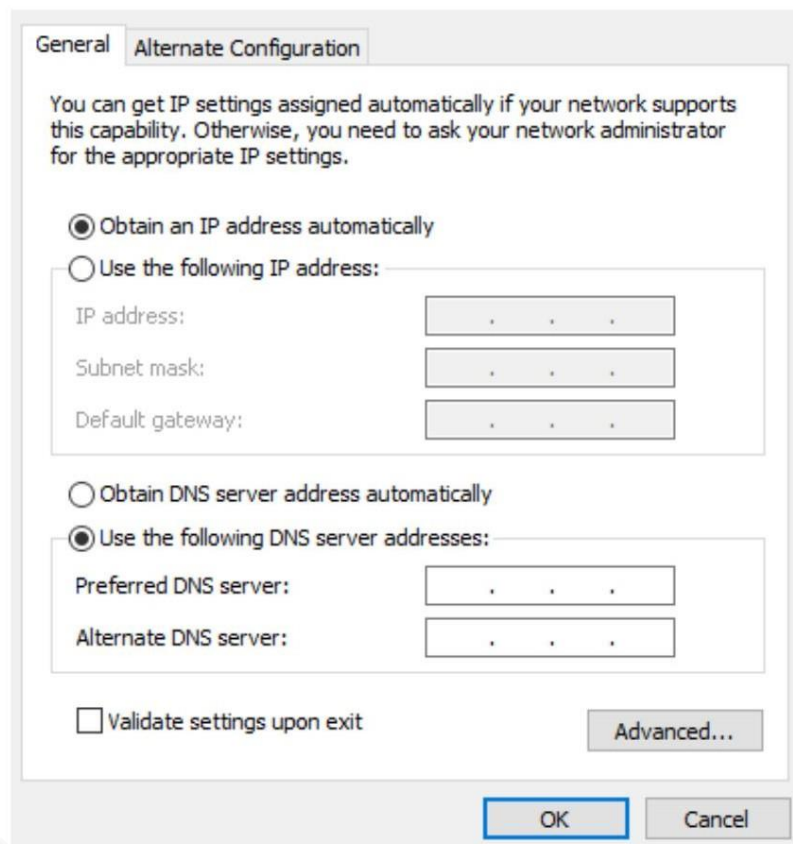 General
Alternate Configuration
You can get IP settings assigned automatically if your network supports
this capability. Otherwise, you need to ask your network administrator
for the appropriate IP settings.
Obtain an IP address automatically
Use the following IP address:
IP address:
Subnet mask:
Default gateway:
Obtain DNS server address automatically
Use the following DNS server addresses:
Preferred DNS server:
Alternate DNS server:
Validate settings upon exit
Advanced...
OK
Cancel